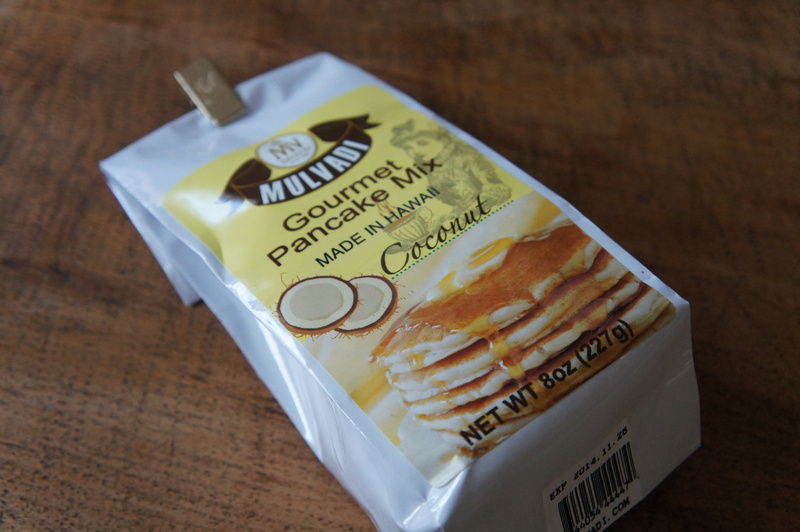 MV
MULVADI
Gourmet
Pancake Mix
MADE IN HAWAII
Coconut
NET WT 8oz (227g)
EXP 2014.11.25